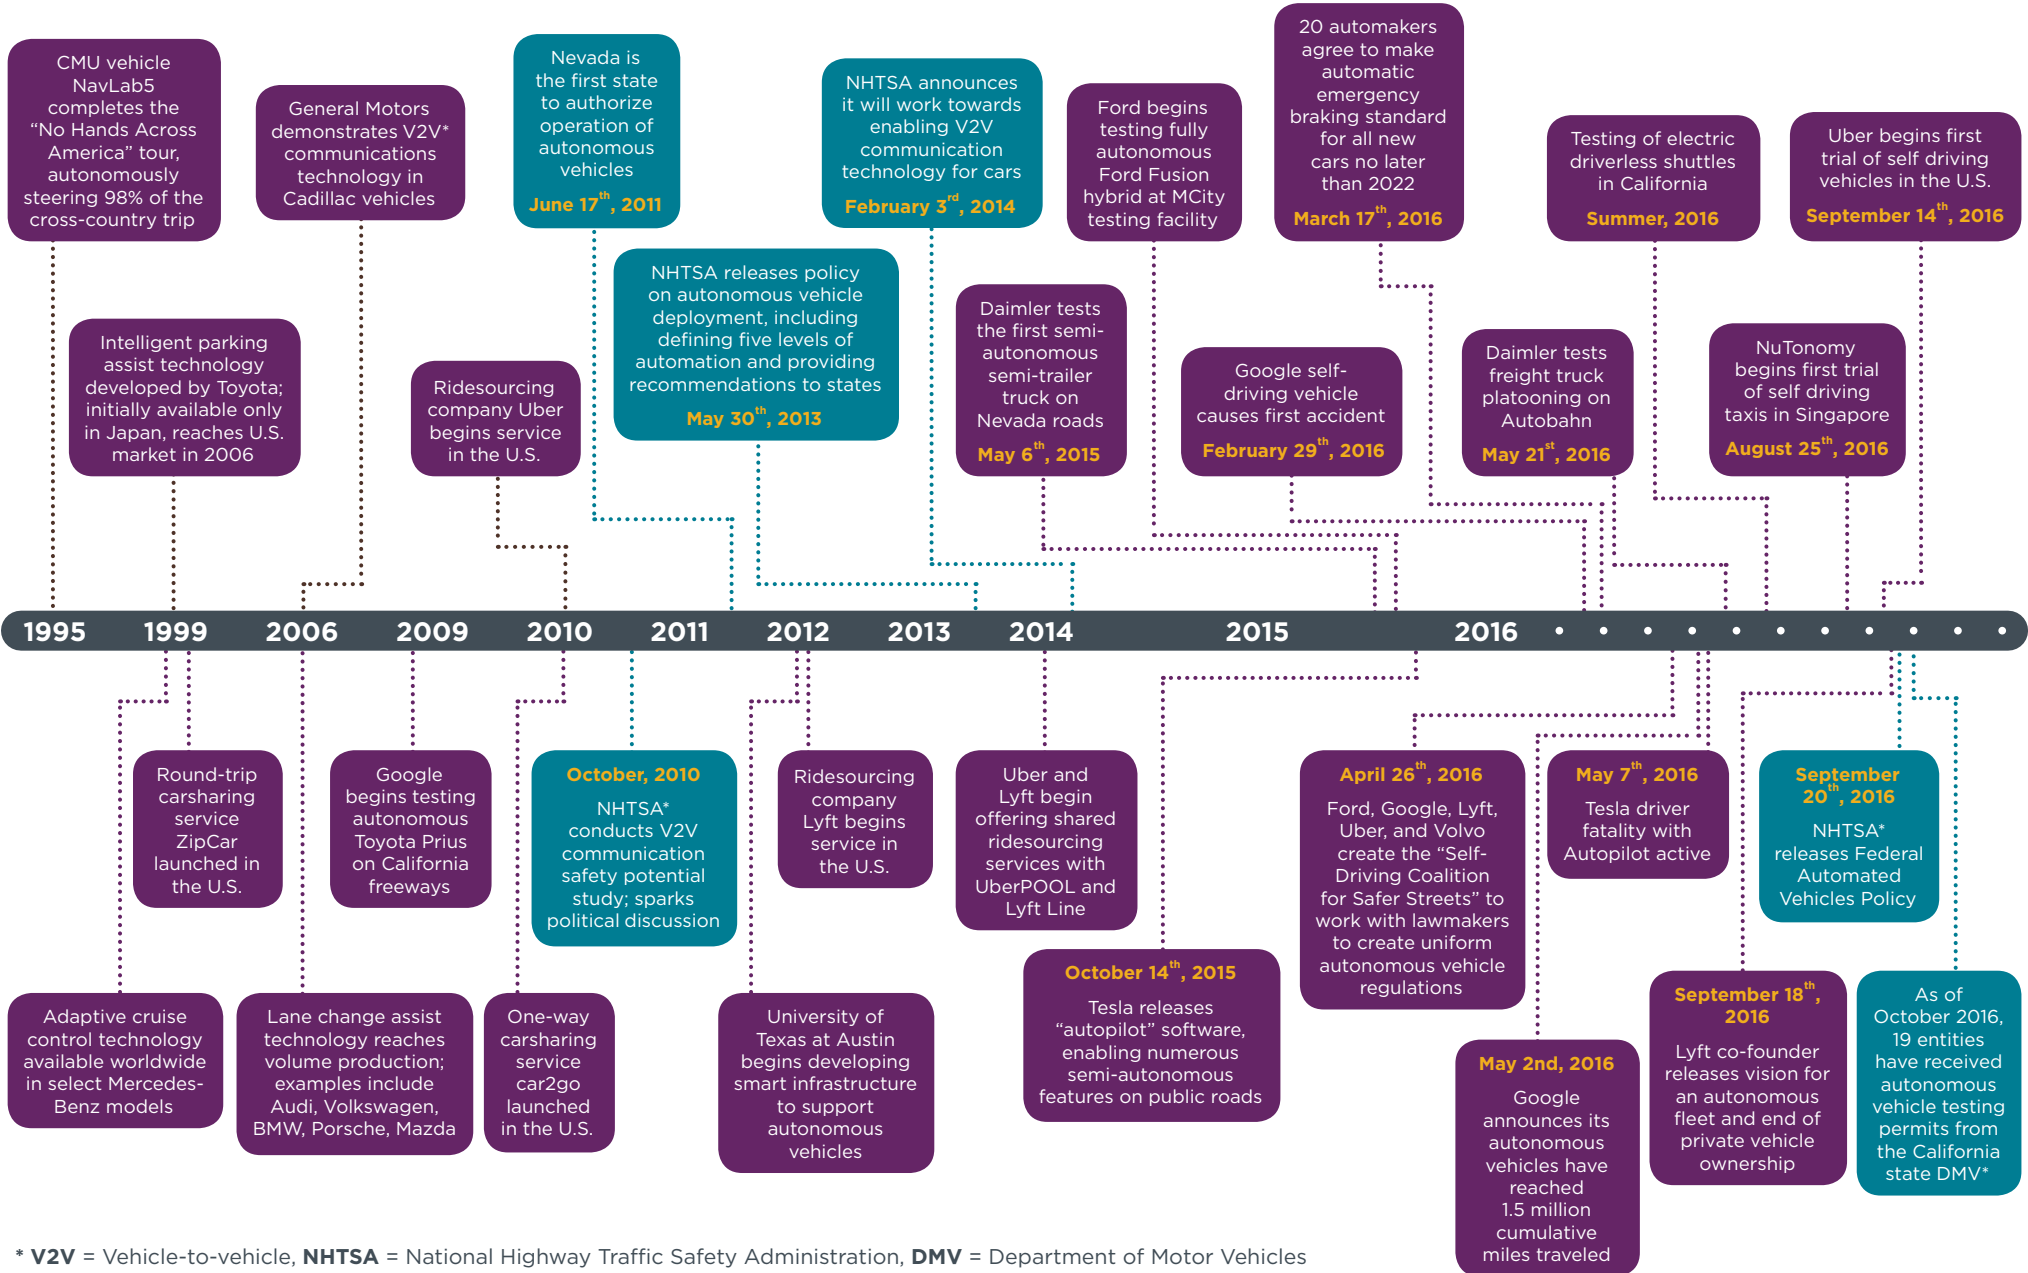 CMU vehicle
NavLab5
completes the
“No Hands Across
America” tour,
autonomously
steering 98% of the
cross-country trip
Intelligent parking
assist technology
developed by Toyota;
initially available only
in Japan, reaches U.S.
market in 2006
General Motors
demonstrates V2V*
communications
technology in
Cadillac vehicles
Ridesourcing
company Uber
begins service
in the U.S.
Nevada is
the first state
to authorize
operation of
autonomous
vehicles
June 17th, 2011
NHTSA releases policy
on autonomous vehicle
deployment, including
defining five levels of
automation and providing
recommendations to states
May 30th, 2013
NHTSA announces
it will work towards
enabling V2V
communication
technology for cars
February 3rd, 2014
Daimler tests
the first semi-
autonomous
semi-trailer
truck on
Nevada roads
May 6th, 2015
Ford begins
testing fully
autonomous
Ford Fusion
hybrid at MCity
testing facility
Google self-
driving vehicle
causes first accident
February 29th, 2016
20 automakers
agree to make
automatic
emergency
braking standard
for all new
cars no later
than 2022
March 17th, 2016
Daimler tests
freight truck
platooning on
Autobahn
May 21st, 2016
Testing of electric
driverless shuttles
in California
Summer, 2016
NuTonomy
begins first trial
of self driving
taxis in Singapore
August 25th, 2016
Uber begins first
trial of self driving
vehicles in the U.S.
September 14th, 2016
1995 1999 2006 2009 2010 2011 2012 2013 2014 2015 2016
Adaptive cruise
control technology
available worldwide
in select Mercedes-
Benz models
Round-trip
carsharing
service
ZipCar
launched in
the U.S.
Lane change assist
technology reaches
volume production;
examples include
Audi, Volkswagen,
BMW, Porsche, Mazda
Google
begins testing
autonomous
Toyota Prius
on California
freeways
One-way
carsharing
service
car2go
launched
in the U.S.
October, 2010
NHTSA*
conducts V2V
communication
safety potential
study; sparks
political discussion
University of
Texas at Austin
begins developing
smart infrastructure
to support
autonomous
vehicles
Ridesourcing
company
Lyft begins
service in
the U.S.
Uber and
Lyft begin
offering shared
ridesourcing
services with
UberPOOL and
Lyft Line
October 14th, 2015
Tesla releases
“autopilot” software,
enabling numerous
semi-autonomous
features on public roads
April 26th, 2016
Ford, Google, Lyft,
Uber, and Volvo
create the “Self-
Driving Coalition
for Safer Streets” to
work with lawmakers
to create uniform
autonomous vehicle
regulations
May 2nd, 2016
Google
announces its
autonomous
vehicles have
reached
1.5 million
cumulative
miles traveled
May 7th, 2016
Tesla driver
fatality with
Autopilot active
September 18th,
2016
Lyft co-founder
releases vision for
an autonomous
fleet and end of
private vehicle
ownership
September
20th, 2016
NHTSA*
releases Federal
Automated
Vehicles Policy
As of
October 2016,
19 entities
have received
autonomous
vehicle testing
permits from
the California
state DMV*
* V2V = Vehicle-to-vehicle, NHTSA = National Highway Traffic Safety Administration, DMV = Department of Motor Vehicles